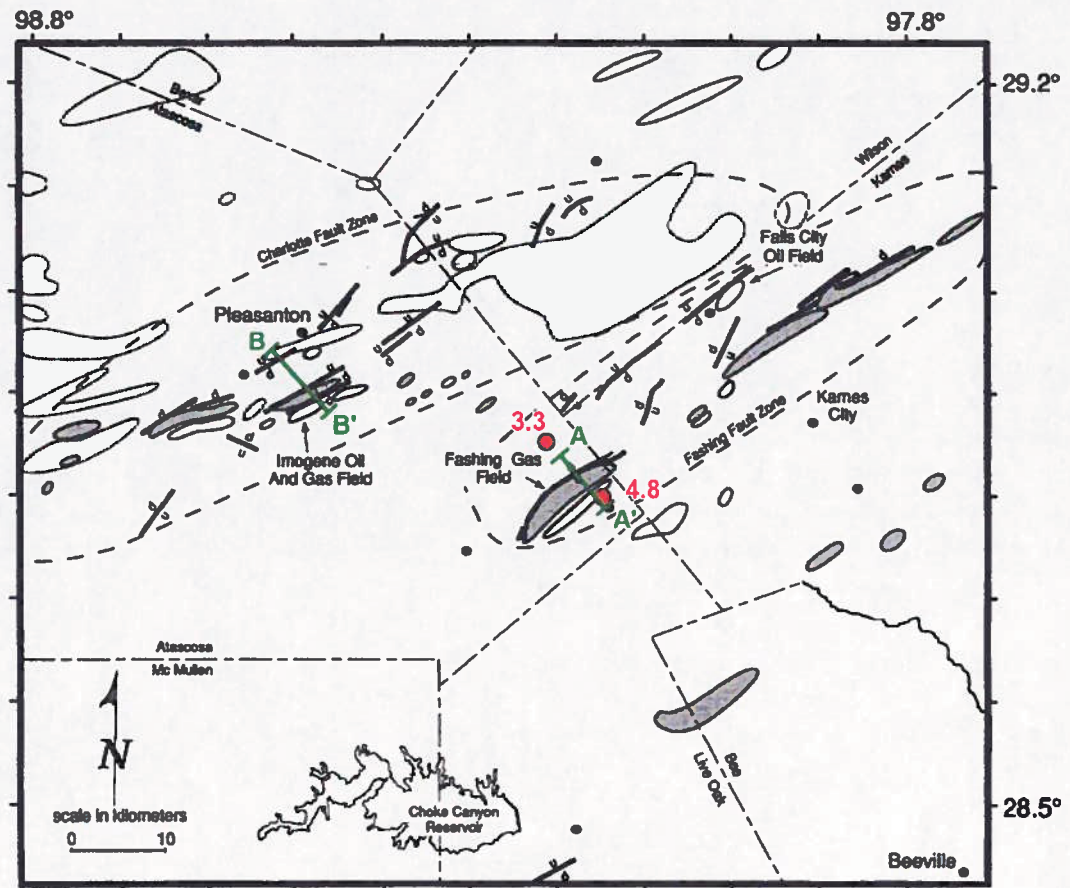 98.8°
97.8°
29.2°
Bexar
Atascosa
Wilson
Karnes
Charlotte Fault Zone
Falls City
Oil Field
Pleasanton
B
B'
Imogene Oil
And Gas Field
3.3
A
Fashing Gas
Field
4.8
A'
Fashing Fault Zone
Karnes
City
Atascosa
Mc Mullen
N
scale in kilometers
0 10
Choke Canyon
Reservoir
Bee
Live Oak
28.5°
Beeville